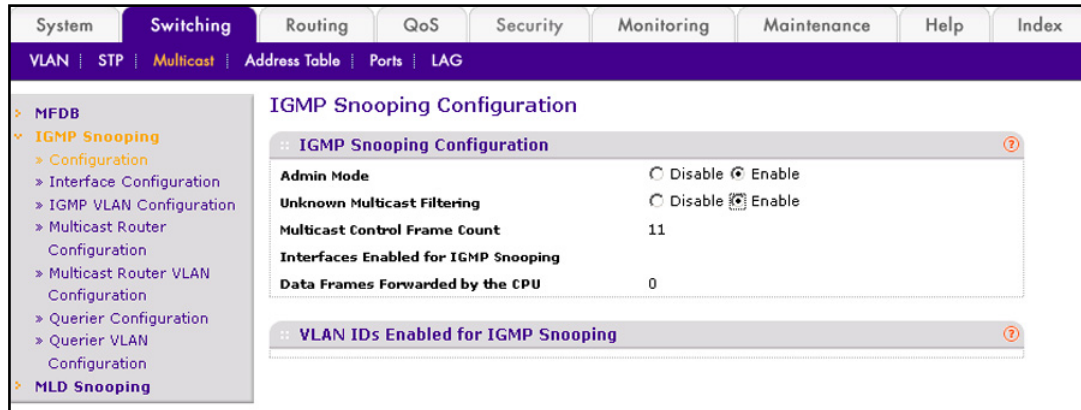 System Switching Routing QoS Security Monitoring Maintenance Help Index
VLAN STP Multicast Address Table Ports LAG
MFDB
IGMP Snooping
» Configuration
» Interface Configuration
» IGMP VLAN Configuration
» Multicast Router
Configuration
» Multicast Router VLAN
Configuration
» Querier Configuration
» Querier VLAN
Configuration
MLD Snooping
IGMP Snooping Configuration
IGMP Snooping Configuration ?
Admin Mode Disable Enable
Unknown Multicast Filtering Disable Enable
Multicast Control Frame Count 11
Interfaces Enabled for IGMP Snooping
Data Frames Forwarded by the CPU 0
VLAN IDs Enabled for IGMP Snooping ?